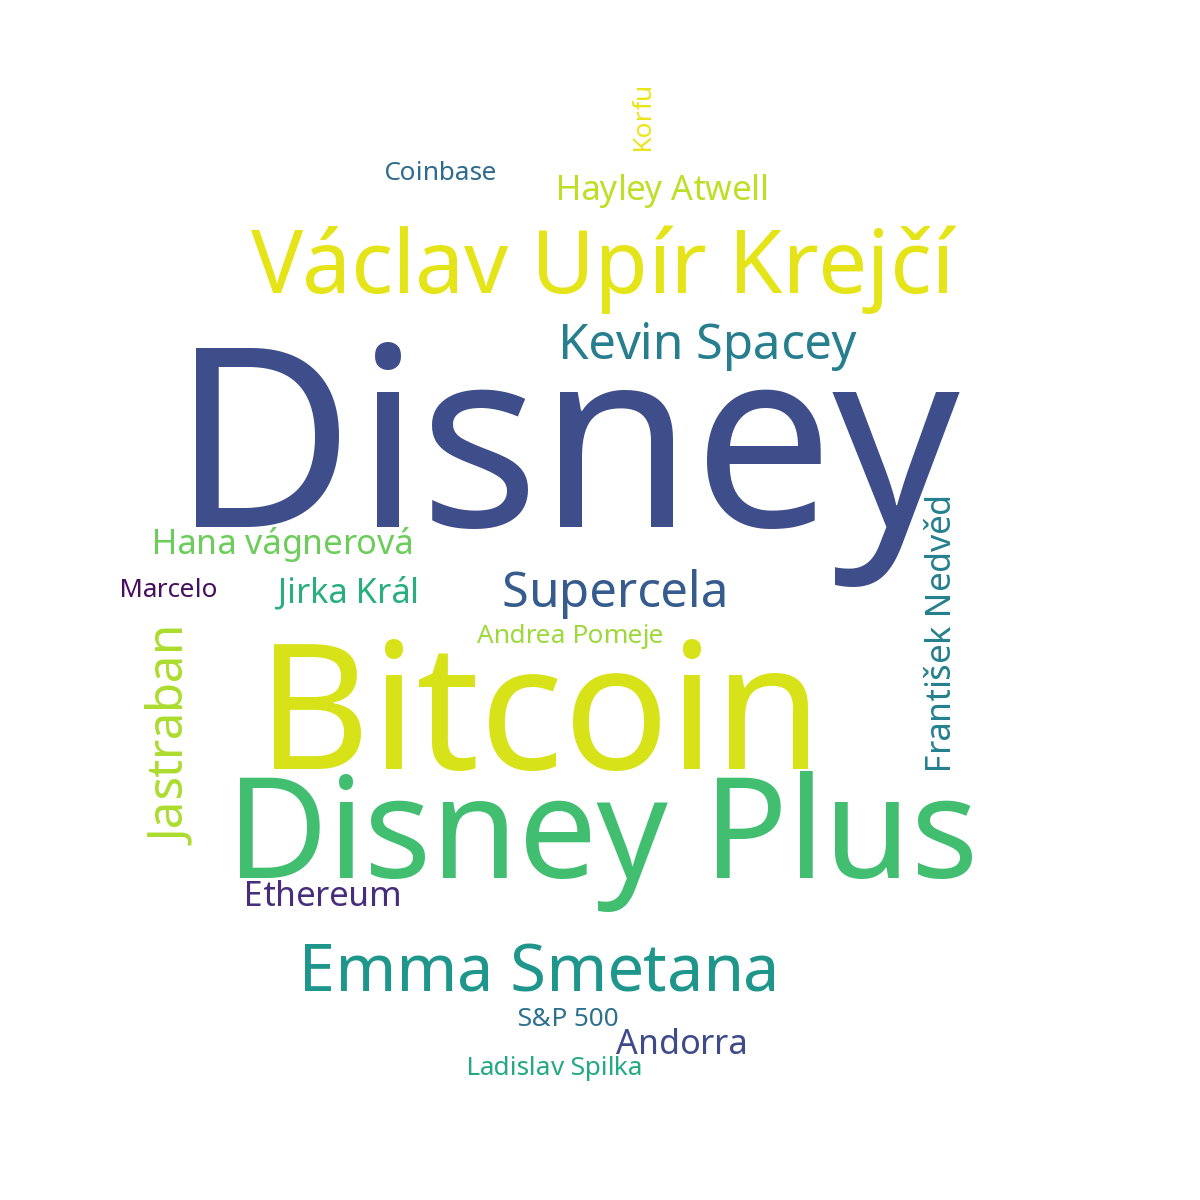 Korfu
Coinbase
Hayley Atwell
Václav Upír Krejčí
Kevin Spacey
Disney
Hana vágnerová
František Nedvěd
Marcelo
Jirka Král
Supercela
Andrea Pomeje
Jastraban
Bitcoin
Disney Plus
Ethereum
Emma Smetana
S&P 500
Andorra
Ladislav Spilka